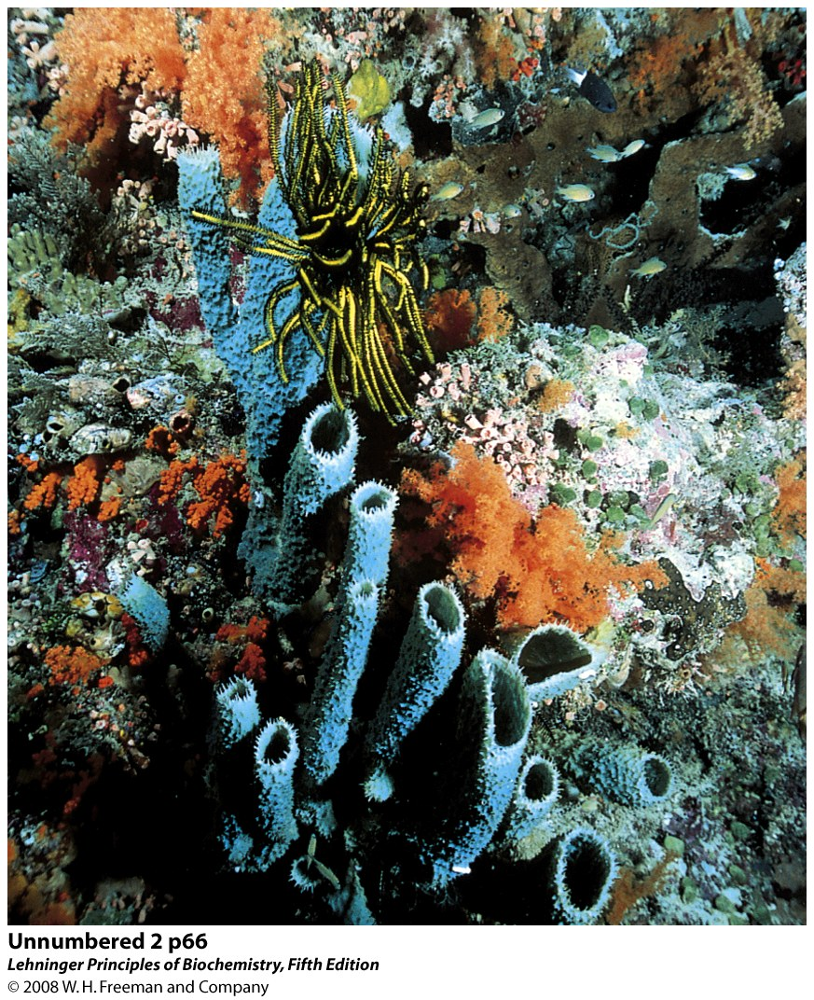 Unnumbered 2 p66
Lehninger Principles of Biochemistry, Fifth Edition
© 2008 W. H. Freeman and Company